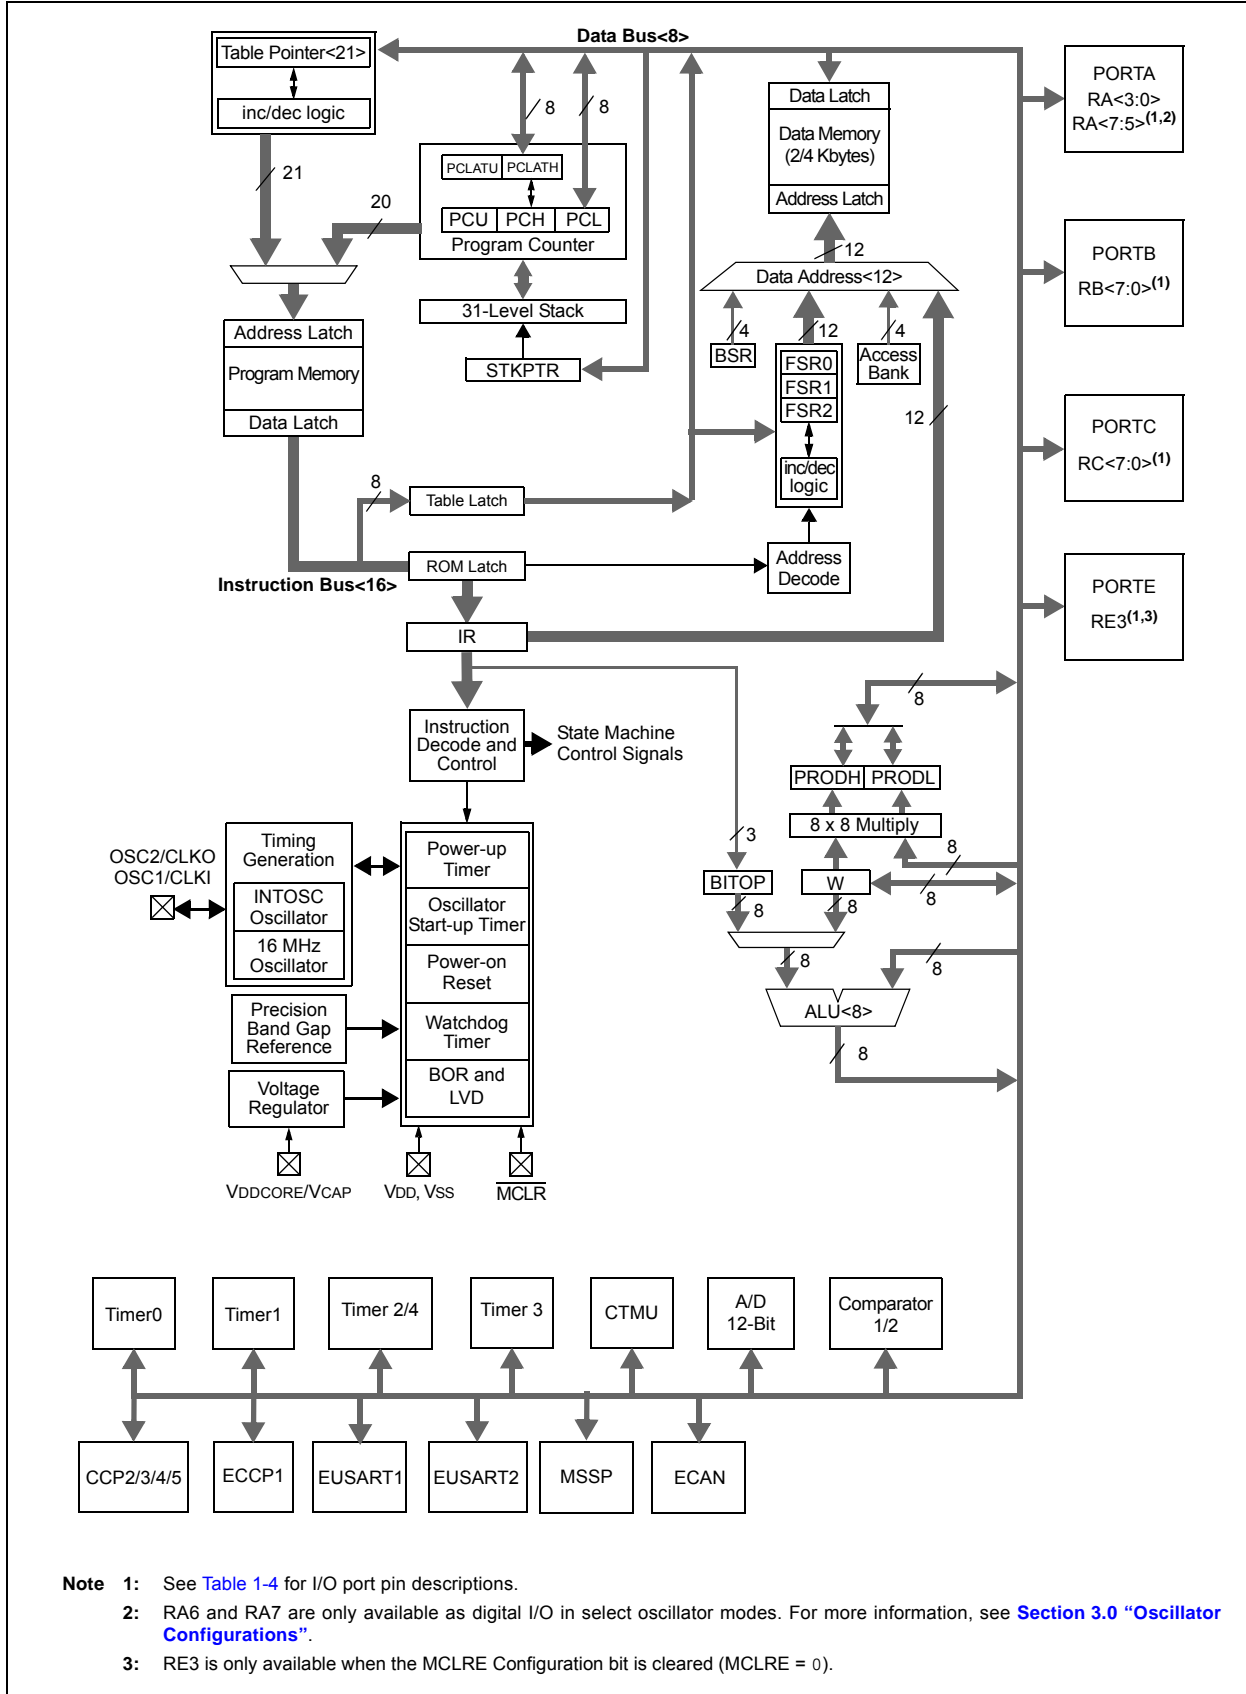 Data Bus<8>
Table Pointer<21>
inc/dec logic
21
20
8
8
PCLATU PCLATH
PCU PCH PCL
Program Counter
31-Level Stack
STKPTR
Address Latch
Program Memory
Data Latch
8
Table Latch
ROM Latch
Instruction Bus<16>
IR
Data Latch
Data Memory
(2/4 Kbytes)
Address Latch
12
Data Address<12>
4
12
4
BSR
FSR0
FSR1
FSR2
inc/dec
logic
Access
Bank
12
Address
Decode
PORTA
RA<3:0>
RA<7:5>(1,2)
PORTB
RB<7:0>(1)
PORTC
RC<7:0>(1)
PORTE
RE3(1,3)
Instruction
Decode and
Control
State Machine
Control Signals
8
PRODH PRODL
8 x 8 Multiply
3
8
BITOP
W
8
8
8
8
8
ALU<8>
8
OSC2/CLKO
OSC1/CLKI
Timing
Generation
INTOSC
Oscillator
16 MHz
Oscillator
Precision
Band Gap
Reference
Voltage
Regulator
Power-up
Timer
Oscillator
Start-up Timer
Power-on
Reset
Watchdog
Timer
BOR and
LVD
VDDCORE/VCAP
VDD, VSS
MCLR
Timer0
Timer1
Timer 2/4
Timer 3
CTMU
A/D
12-Bit
Comparator
1/2
CCP2/3/4/5
ECCP1
EUSART1
EUSART2
MSSP
ECAN
Note 1: See Table 1-4 for I/O port pin descriptions.
2: RA6 and RA7 are only available as digital I/O in select oscillator modes. For more information, see Section 3.0 “Oscillator
Configurations”.
3: RE3 is only available when the MCLRE Configuration bit is cleared (MCLRE = 0).